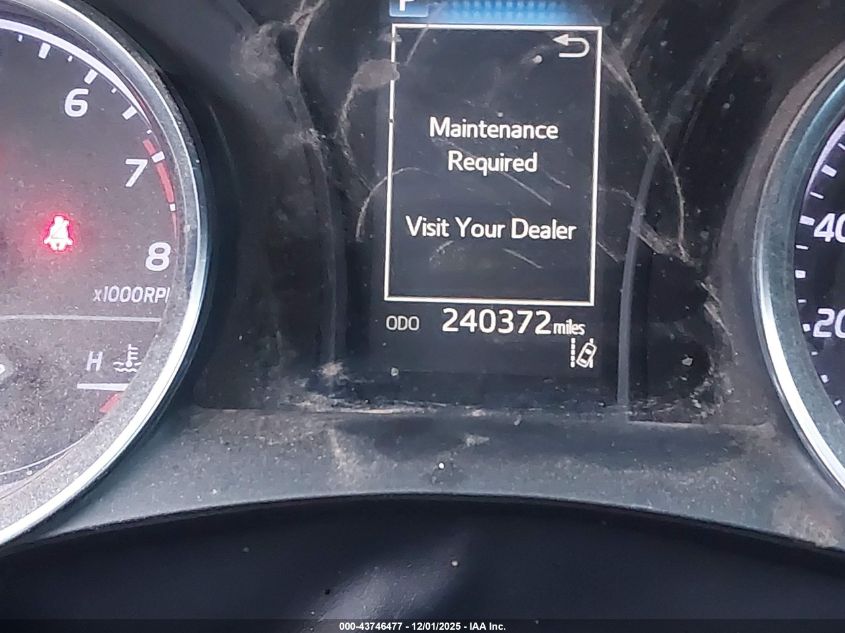 P
6
7
8
x1000RP
H
Maintenance
Required
Visit Your Dealer
ODO 240372 miles
40
20
000-43746477 - 12/01/2025 - IAA Inc.